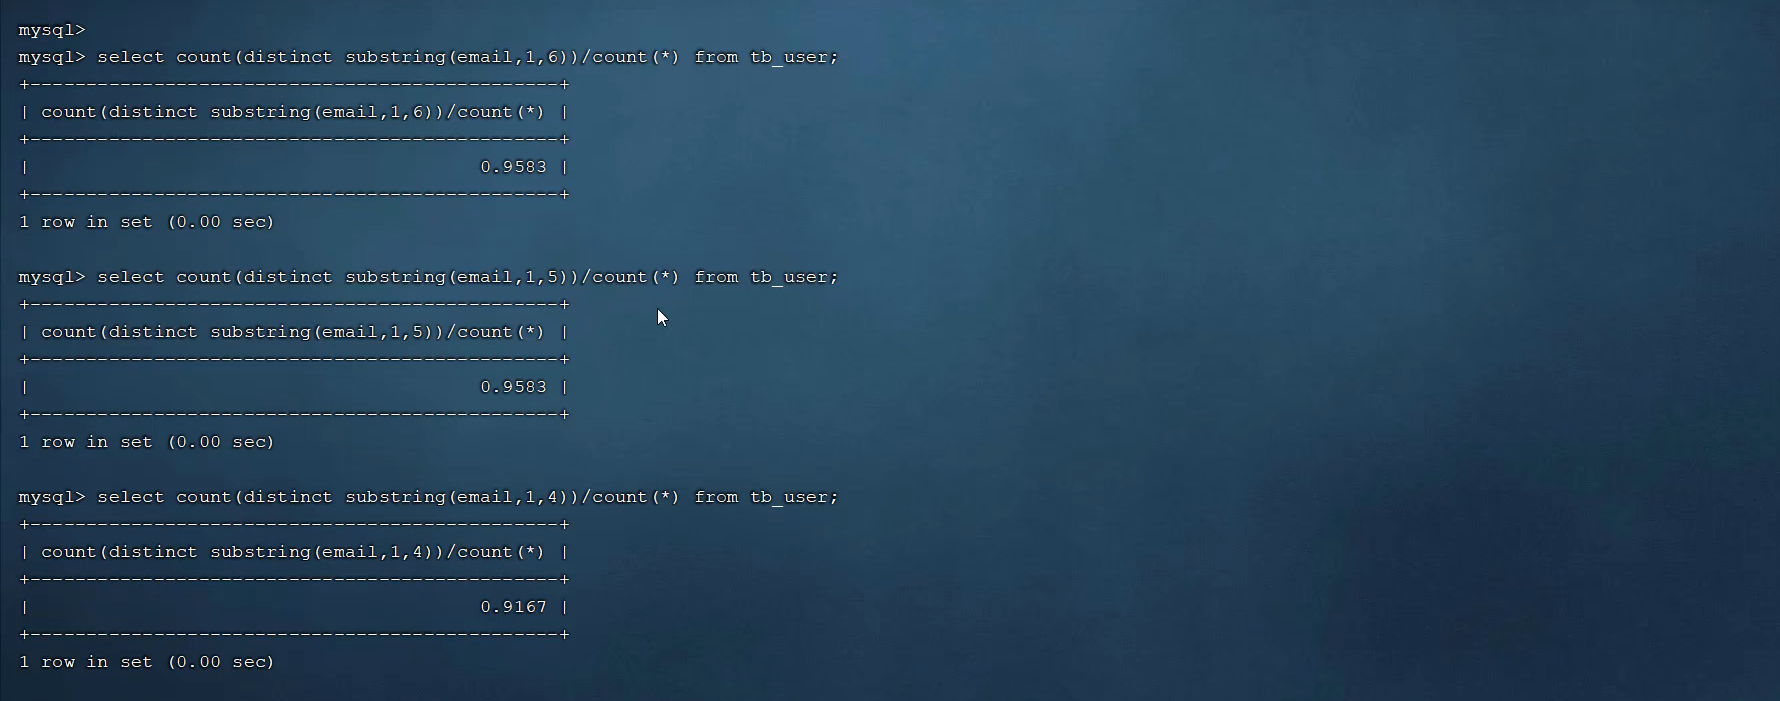 mysql>
mysql> select count(distinct substring(email,1,6))/count(*) from tb_user;
+-----------------------------------------------+
| count(distinct substring(email,1,6))/count(*) |
+-----------------------------------------------+
|                                        0.9583 |
+-----------------------------------------------+
1 row in set (0.00 sec)
mysql> select count(distinct substring(email,1,5))/count(*) from tb_user;
+-----------------------------------------------+
| count(distinct substring(email,1,5))/count(*) |
+-----------------------------------------------+
|                                        0.9583 |
+-----------------------------------------------+
1 row in set (0.00 sec)
mysql> select count(distinct substring(email,1,4))/count(*) from tb_user;
+-----------------------------------------------+
| count(distinct substring(email,1,4))/count(*) |
+-----------------------------------------------+
|                                        0.9167 |
+-----------------------------------------------+
1 row in set (0.00 sec)